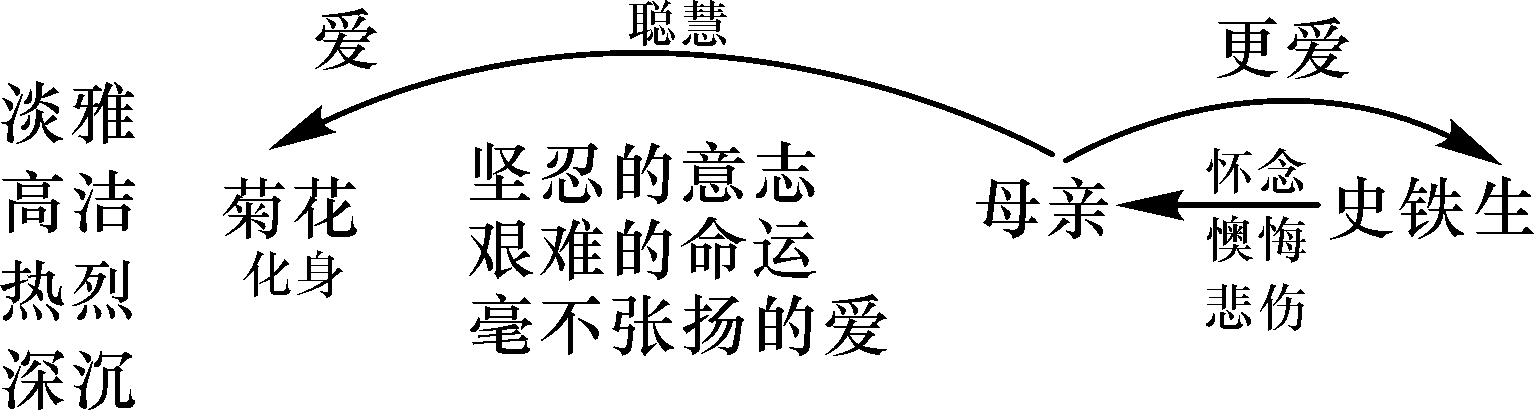 爱
聪慧
更爱
淡雅
高洁
热烈
深沉
菊花
化身
坚忍的意志
艰难的命运
毫不张扬的爱
母亲
怀念
懊悔
悲伤
史铁生